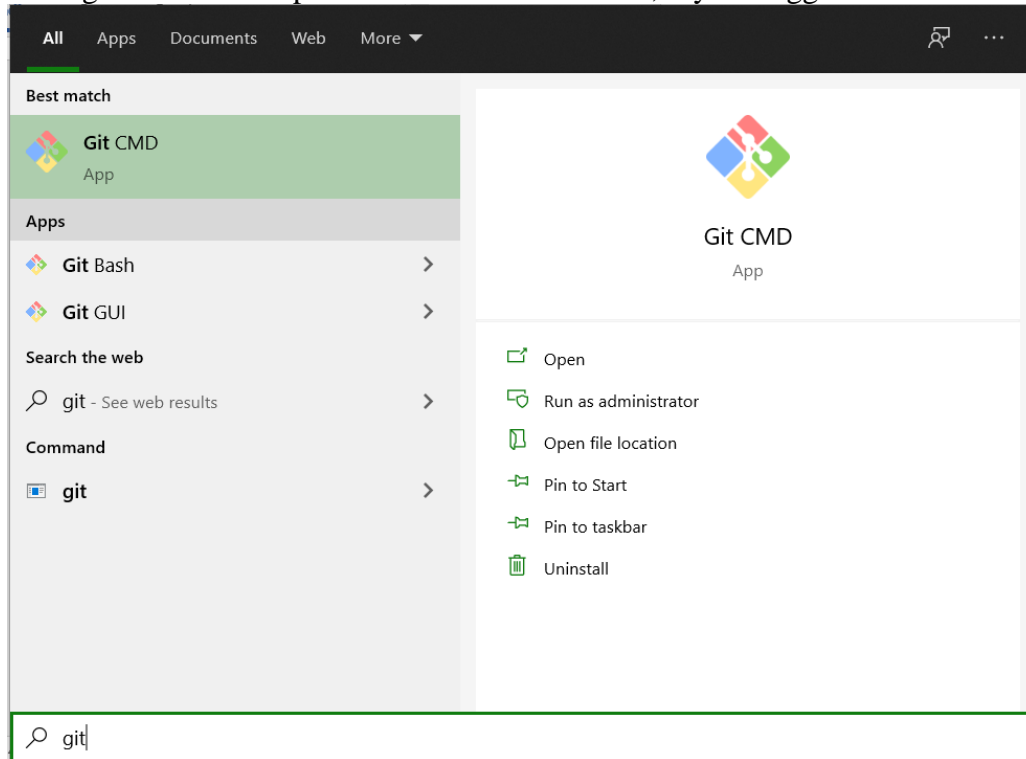 All Apps Documents Web More
Best match
Git CMD
App
Apps
Git Bash
Git GUI
Search the web
git - See web results
Command
git
Git CMD
App
Open
Run as administrator
Open file location
Pin to Start
Pin to taskbar
Uninstall
git